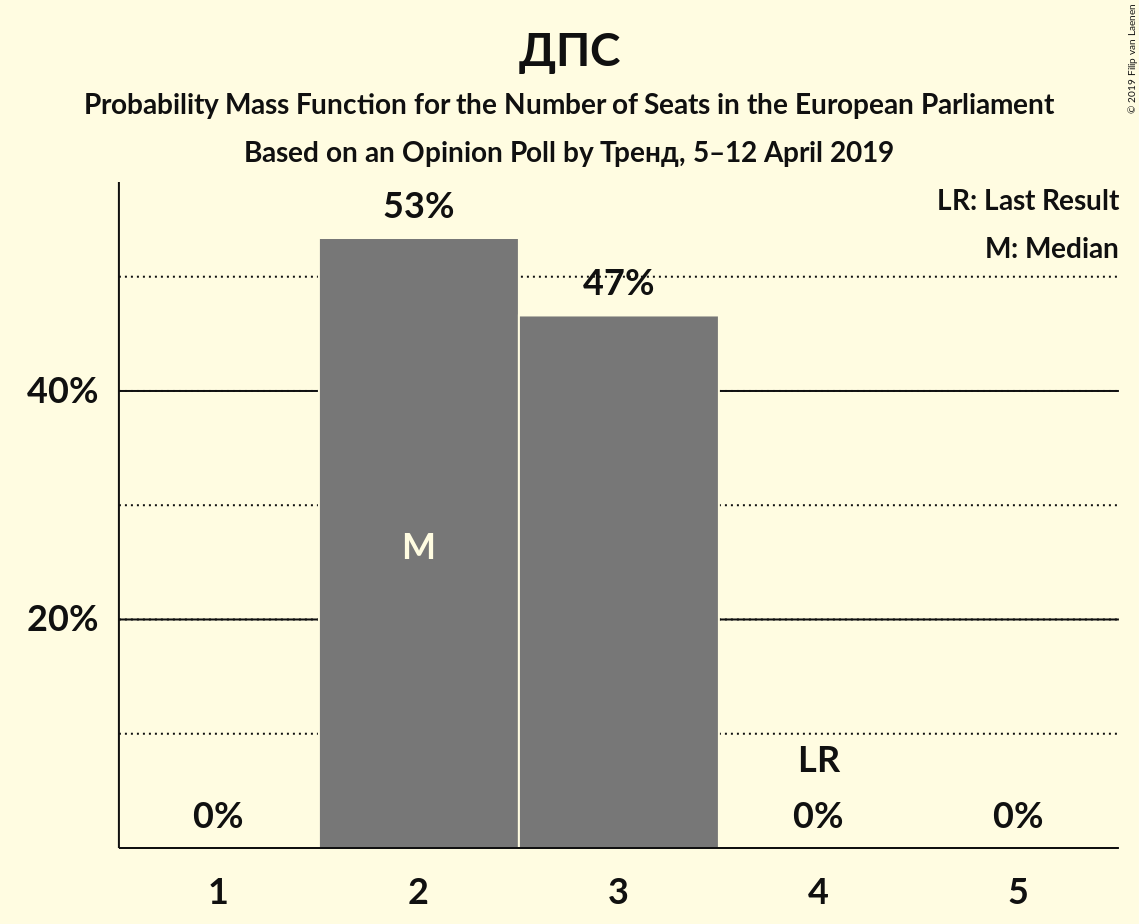 ДПС
Probability Mass Function for the Number of Seats in the European Parliament
Based on an Opinion Poll by Тренд, 5–12 April 2019
© 2019 Filip van Laenen
LR: Last Result
M: Median
53%
47%
40%
M
20%
LR
0%
0%
0%
1
2
3
4
5